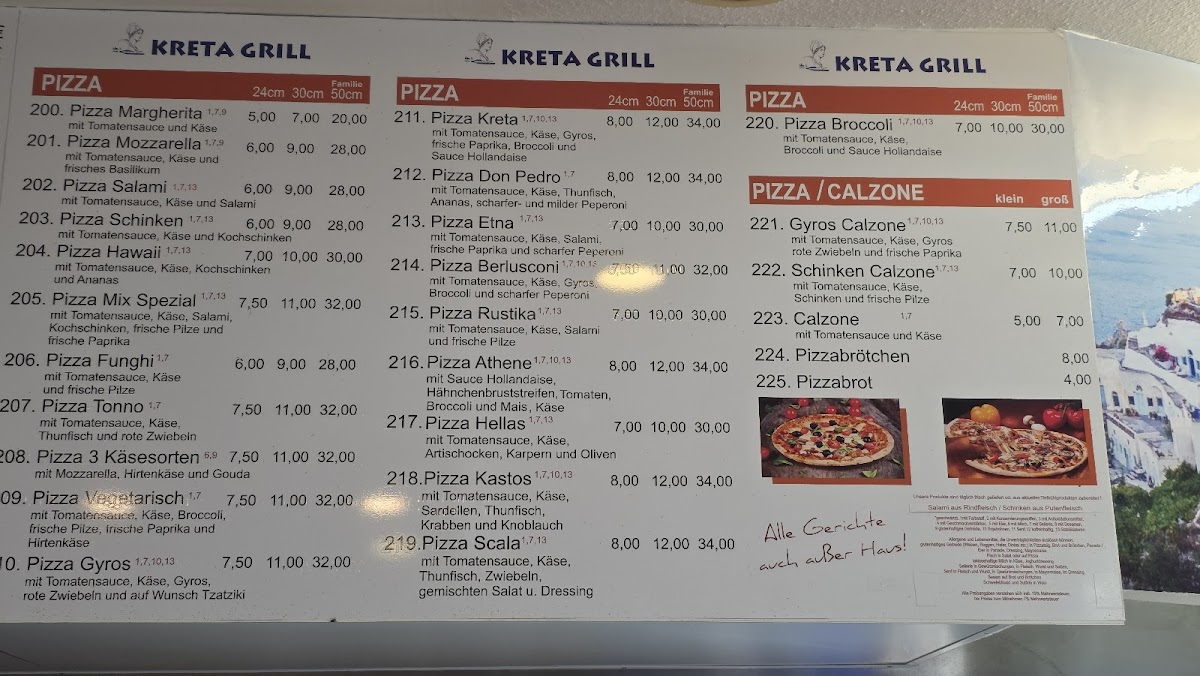 KRETA GRILL
PIZZA
24cm 30cm Familie 50cm
200. Pizza Margherita 1,7,9 5,00 7,00 20,00
mit Tomatensauce und Käse
201. Pizza Mozzarella 1,7,9 6,00 9,00 28,00
mit Tomatensauce, Käse und
frisches Basilikum
202. Pizza Salami 1,7,13 6,00 9,00 28,00
mit Tomatensauce, Käse und Salami
203. Pizza Schinken 1,7,13 6,00 9,00 28,00
mit Tomatensauce, Käse und Kochschinken
204. Pizza Hawaii 1,7,13 7,00 10,00 30,00
mit Tomatensauce, Käse, Kochschinken
und Ananas
205. Pizza Mix Spezial 1,7,13 7,50 11,00 32,00
mit Tomatensauce, Käse, Salami,
Kochschinken, frische Pilze und
frische Paprika
206. Pizza Funghi 1,7 6,00 9,00 28,00
mit Tomatensauce, Käse
und frische Pilze
207. Pizza Tonno 1,7 7,50 11,00 32,00
mit Tomatensauce, Käse,
Thunfisch und rote Zwiebeln
208. Pizza 3 Käsesorten 6,9 7,50 11,00 32,00
mit Mozzarella, Hirtenkäse und Gouda
09. Pizza Vegetarisch 1,7 7,50 11,00 32,00
mit Tomatensauce, Käse, Broccoli,
frische Pilze, frische Paprika und
Hirtenkäse
10. Pizza Gyros 1,7,10,13 7,50 11,00 32,00
mit Tomatensauce, Käse, Gyros,
rote Zwiebeln und auf Wunsch Tzatziki
KRETA GRILL
PIZZA
24cm 30cm Familie 50cm
211. Pizza Kreta 1,7,10,13 8,00 12,00 34,00
mit Tomatensauce, Käse, Gyros,
frische Paprika, Broccoli und
Sauce Hollandaise
212. Pizza Don Pedro 1,7 8,00 12,00 34,00
mit Tomatensauce, Käse, Thunfisch,
Ananas, scharfer- und milder Peperoni
213. Pizza Etna 1,7,13 7,00 10,00 30,00
mit Tomatensauce, Käse, Salami,
frische Paprika und scharfer Peperoni
214. Pizza Berlusconi 1,7,10,13 7,50 11,00 32,00
mit Tomatensauce, Käse, Gyros,
Broccoli und scharfer Peperoni
215. Pizza Rustika 1,7,13 7,00 10,00 30,00
mit Tomatensauce, Käse, Salami
und frische Pilze
216. Pizza Athene 1,7,10,13 8,00 12,00 34,00
mit Sauce Hollandaise,
Hähnchenbruststreifen, Tomaten,
Broccoli und Mais, Käse
217. Pizza Hellas 1,7,13 7,00 10,00 30,00
mit Tomatensauce, Käse,
Artischocken, Karpern und Oliven
218. Pizza Kastos 1,7,10,13 8,00 12,00 34,00
mit Tomatensauce, Käse,
Sardellen, Thunfisch,
Krabben und Knoblauch
219. Pizza Scala 1,7,13 8,00 12,00 34,00
mit Tomatensauce, Käse,
Thunfisch, Zwiebeln,
gemischten Salat u. Dressing
KRETA GRILL
PIZZA
24cm 30cm Familie 50cm
220. Pizza Broccoli 1,7,10,13 7,00 10,00 30,00
mit Tomatensauce, Käse,
Broccoli und Sauce Hollandaise
PIZZA / CALZONE
klein groß
221. Gyros Calzone 1,7,10,13 7,50 11,00
mit Tomatensauce, Käse, Gyros
rote Zwiebeln und frische Paprika
222. Schinken Calzone 1,7,13 7,00 10,00
mit Tomatensauce, Käse,
Schinken und frische Pilze
223. Calzone 1,7 5,00 7,00
mit Tomatensauce und Käse
224. Pizzabrötchen 8,00
225. Pizzabrot 4,00
Alle Gerichte
auch außer Haus!
Salami aus Rindfleisch / Schinken aus Putenfleisch